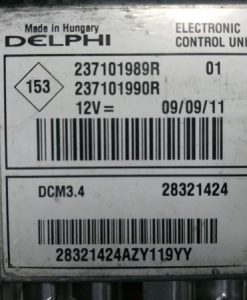 Made in Hungary
DELPHI
ELECTRONIC
CONTROL UNI
153
237101989R 01
237101990R
12V= 09/09/11
DCM3.4 28321424
28321424AZY119YY